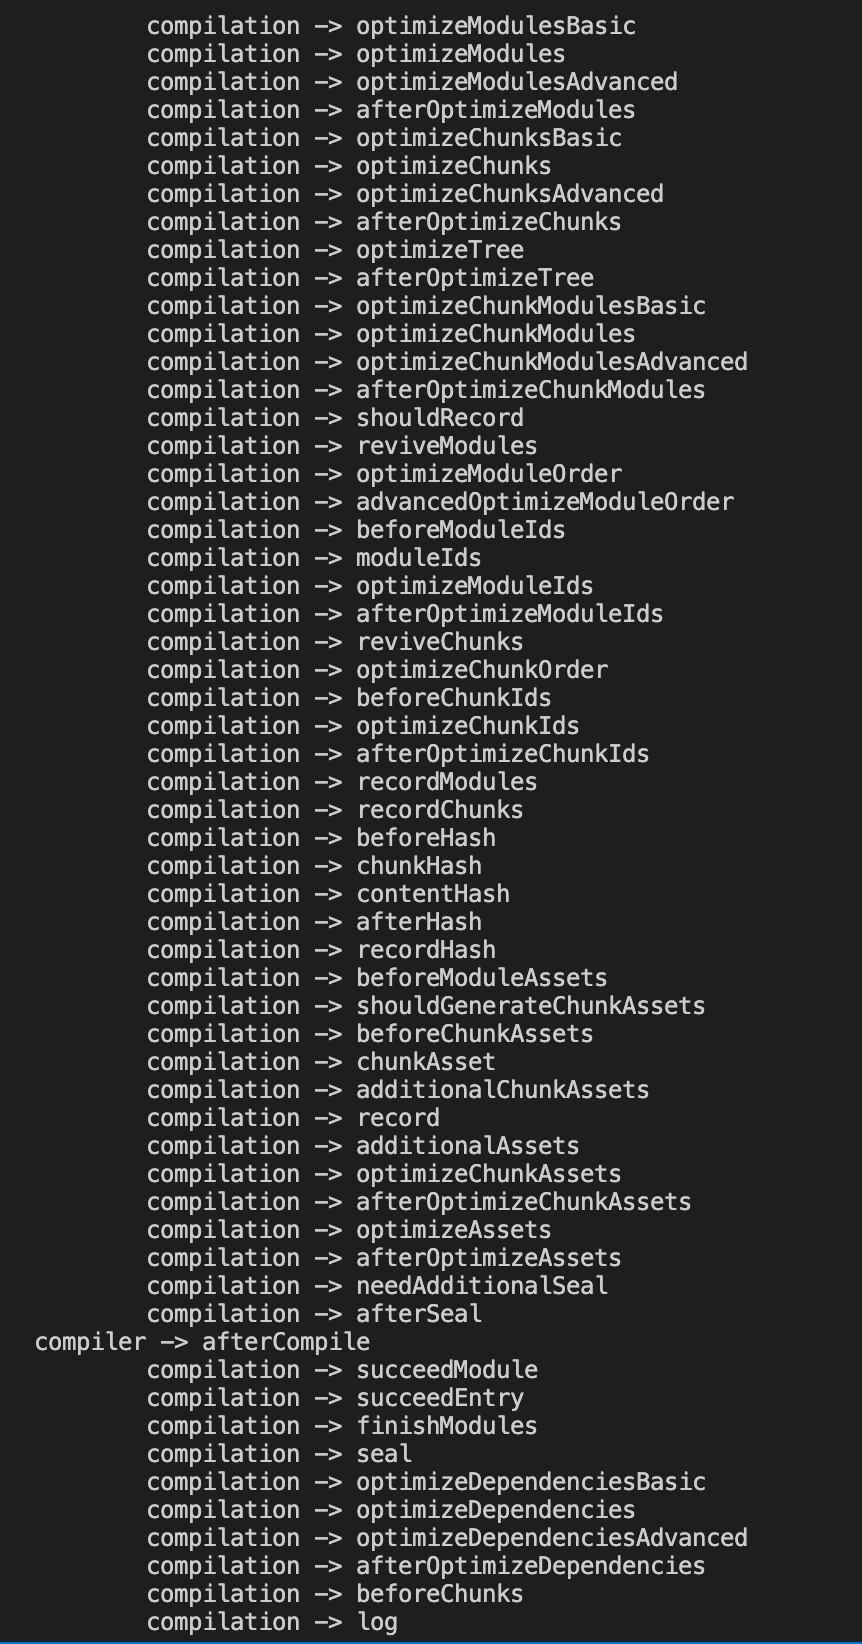 compilation –> optimizeModulesBasic
compilation –> optimizeModules
compilation –> optimizeModulesAdvanced
compilation –> afterOptimizeModules
compilation –> optimizeChunksBasic
compilation –> optimizeChunks
compilation –> optimizeChunksAdvanced
compilation –> afterOptimizeChunks
compilation –> optimizeTree
compilation –> afterOptimizeTree
compilation –> optimizeChunkModulesBasic
compilation –> optimizeChunkModules
compilation –> optimizeChunkModulesAdvanced
compilation –> afterOptimizeChunkModules
compilation –> shouldRecord
compilation –> reviveModules
compilation –> optimizeModuleOrder
compilation –> advancedOptimizeModuleOrder
compilation –> beforeModuleIds
compilation –> moduleIds
compilation –> optimizeModuleIds
compilation –> afterOptimizeModuleIds
compilation –> reviveChunks
compilation –> optimizeChunkOrder
compilation –> beforeChunkIds
compilation –> optimizeChunkIds
compilation –> afterOptimizeChunkIds
compilation –> recordModules
compilation –> recordChunks
compilation –> beforeHash
compilation –> chunkHash
compilation –> contentHash
compilation –> afterHash
compilation –> recordHash
compilation –> beforeModuleAssets
compilation –> shouldGenerateChunkAssets
compilation –> beforeChunkAssets
compilation –> chunkAsset
compilation –> additionalChunkAssets
compilation –> record
compilation –> additionalAssets
compilation –> optimizeChunkAssets
compilation –> afterOptimizeChunkAssets
compilation –> optimizeAssets
compilation –> afterOptimizeAssets
compilation –> needAdditionalSeal
compilation –> afterSeal
compiler –> afterCompile
compilation –> succeedModule
compilation –> succeedEntry
compilation –> finishModules
compilation –> seal
compilation –> optimizeDependenciesBasic
compilation –> optimizeDependencies
compilation –> optimizeDependenciesAdvanced
compilation –> afterOptimizeDependencies
compilation –> beforeChunks
compilation –> log